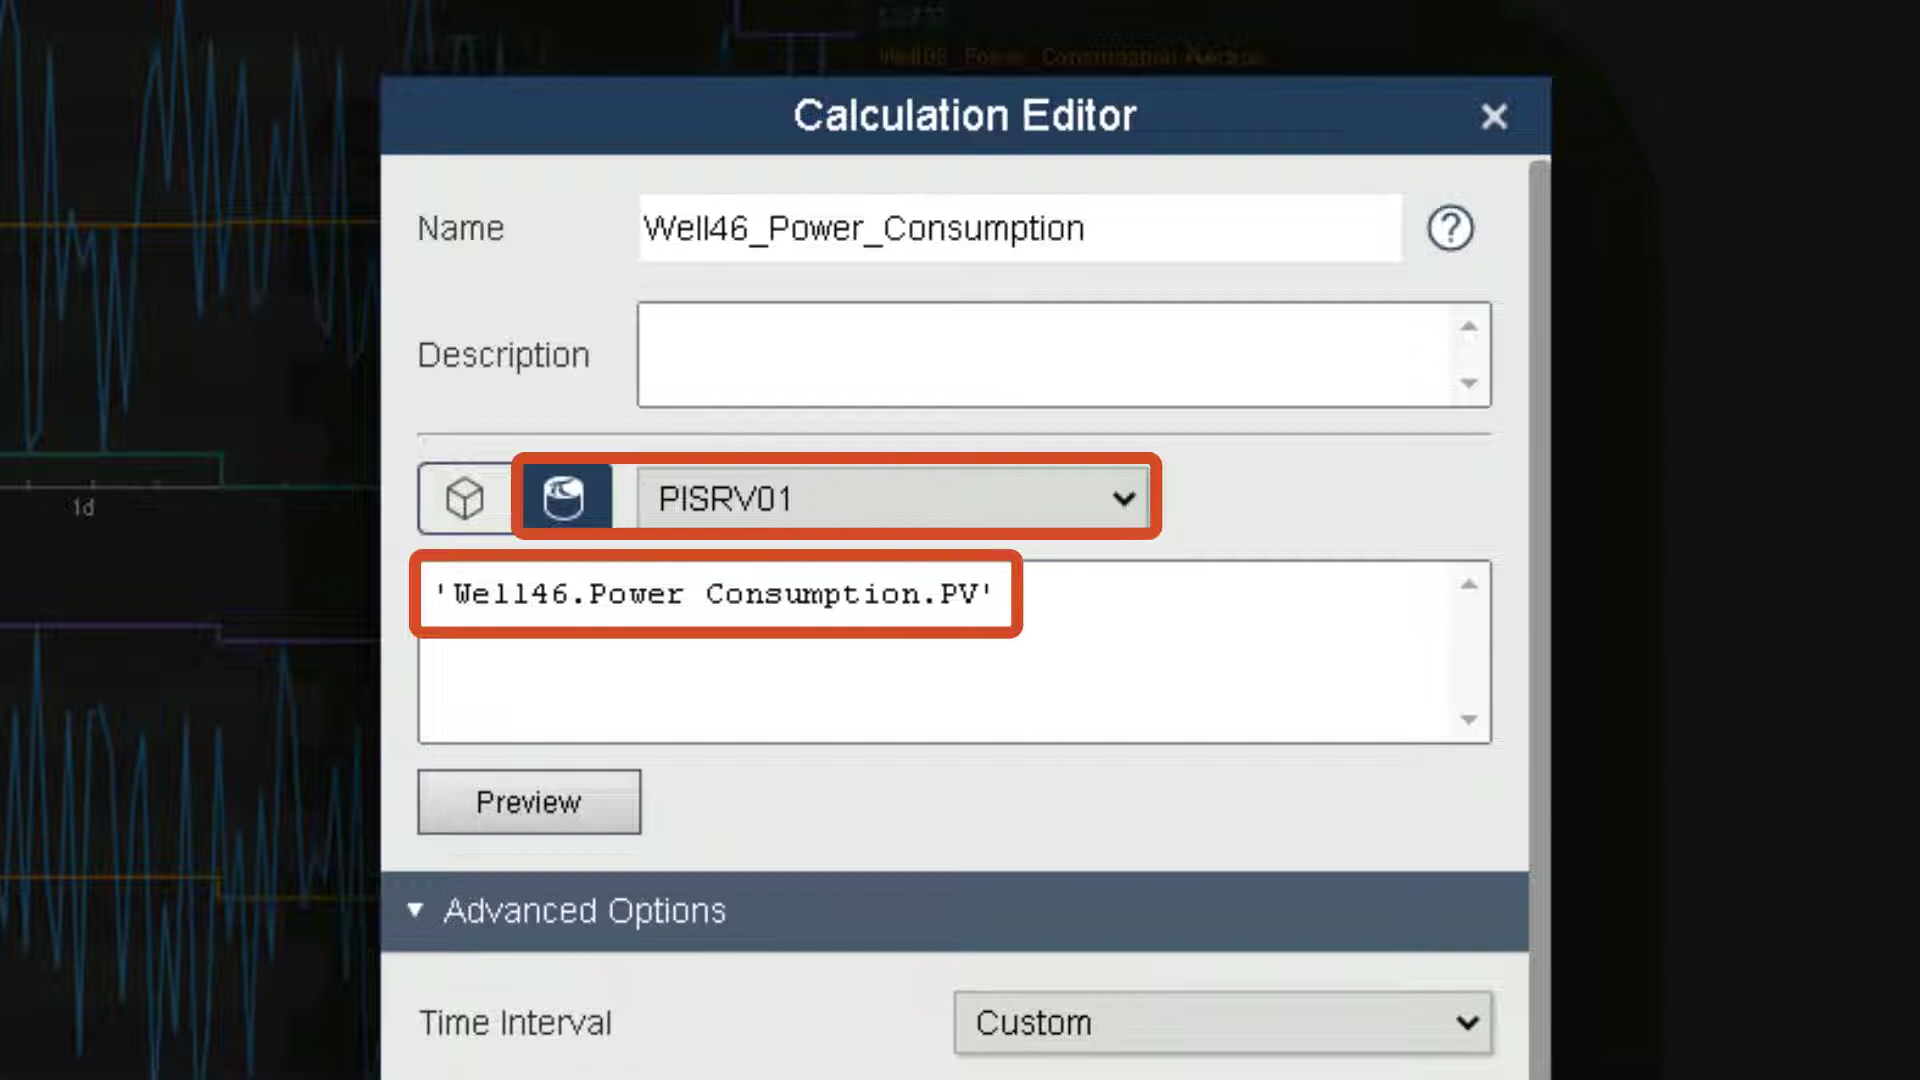 Calculation Editor
Name
Well46_Power_Consumption
Description
PISRV01
1d
'Well46.Power Consumption.PV'
Preview
Advanced Options
Time Interval
Custom